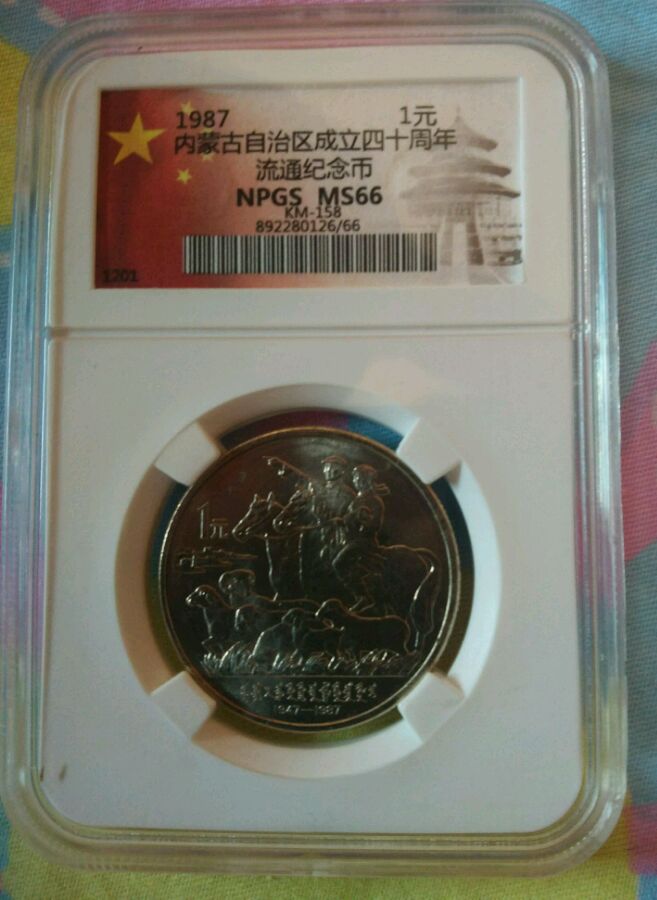 1987 1元
内蒙古自治区成立四十周年
流通纪念币
NPGS MS66
KM-158
892280126/66
1201
1元
1947—1987